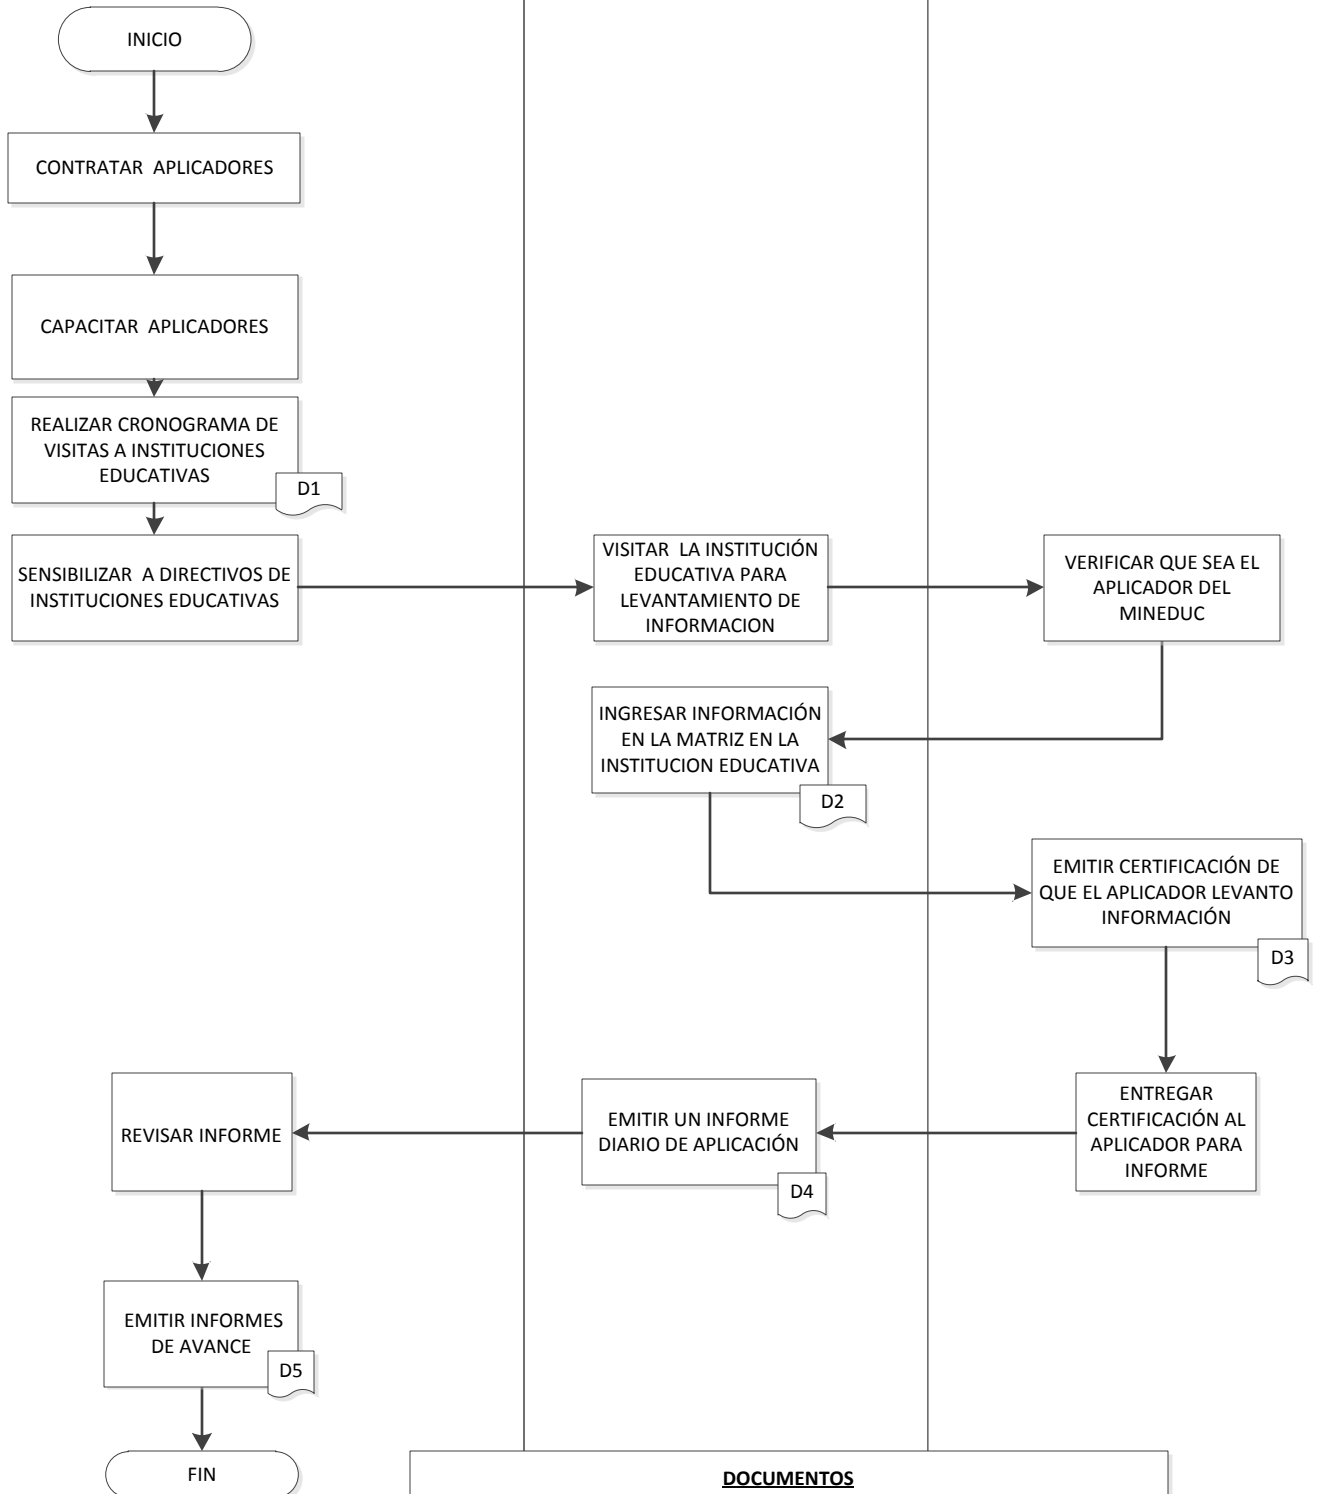 INICIO
CONTRATAR  APLICADORES
CAPACITAR  APLICADORES
REALIZAR CRONOGRAMA DE
VISITAS A INSTITUCIONES
EDUCATIVAS
D1
SENSIBILIZAR  A DIRECTIVOS DE
INSTITUCIONES EDUCATIVAS
VISITAR  LA INSTITUCIÓN
EDUCATIVA PARA
LEVANTAMIENTO DE
INFORMACION
VERIFICAR QUE SEA EL
APLICADOR DEL
MINEDUC
INGRESAR INFORMACIÓN
EN LA MATRIZ EN LA
INSTITUCION EDUCATIVA
D2
EMITIR CERTIFICACIÓN DE
QUE EL APLICADOR LEVANTO
INFORMACIÓN
D3
ENTREGAR
CERTIFICACIÓN AL
APLICADOR PARA
INFORME
EMITIR UN INFORME
DIARIO DE APLICACIÓN
D4
REVISAR INFORME
EMITIR INFORMES
DE AVANCE
D5
FIN
DOCUMENTOS